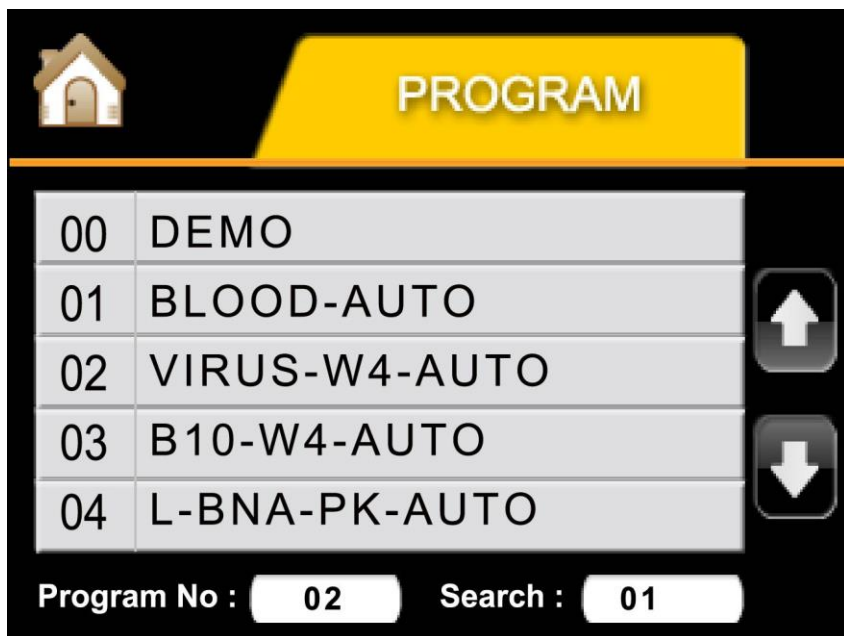 PROGRAM
00 DEMO
01 BLOOD-AUTO
02 VIRUS-W4-AUTO
03 B10-W4-AUTO
04 L-BNA-PK-AUTO
Program No : 02 Search : 01